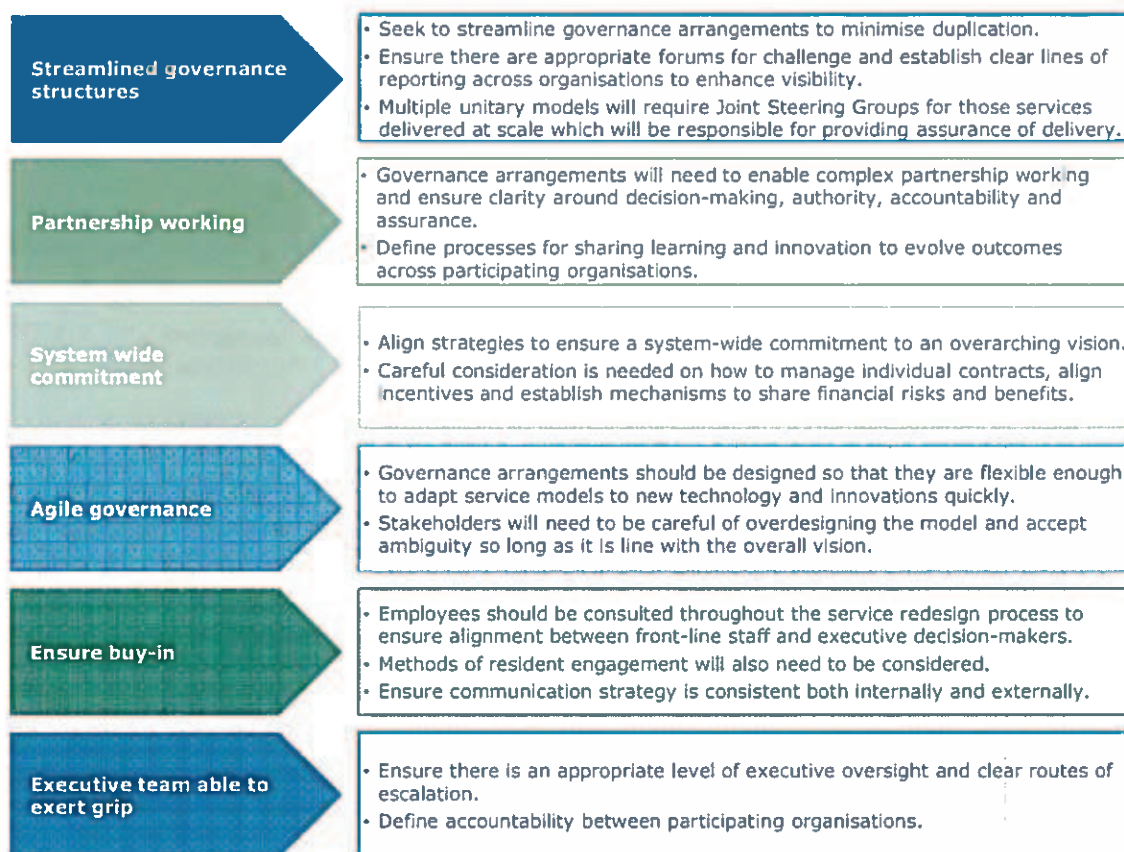 Streamlined governance
structures
• Seek to streamline governance arrangements to minimise duplication.
• Ensure there are appropriate forums for challenge and establish clear lines of
reporting across organisations to enhance visibility.
• Multiple unitary models will require Joint Steering Groups for those services
delivered at scale which will be responsible for providing assurance of delivery.
Partnership working
• Governance arrangements will need to enable complex partnership working
and ensure clarity around decision-making, authority, accountability and
assurance.
• Define processes for sharing learning and innovation to evolve outcomes
across participating organisations.
System wide
commitment
• Align strategies to ensure a system-wide commitment to an overarching vision.
• Careful consideration is needed on how to manage individual contracts, align
incentives and establish mechanisms to share financial risks and benefits.
Agile governance
• Governance arrangements should be designed so that they are flexible enough
to adapt service models to new technology and innovations quickly.
• Stakeholders will need to be careful of overdesigning the model and accept
ambiguity so long as it is line with the overall vision.
Ensure buy-in
• Employees should be consulted throughout the service redesign process to
ensure alignment between front-line staff and executive decision-makers.
• Methods of resident engagement will also need to be considered.
• Ensure communication strategy is consistent both internally and externally.
Executive team able to
exert grip
• Ensure there is an appropriate level of executive oversight and clear routes of
escalation.
• Define accountability between participating organisations.